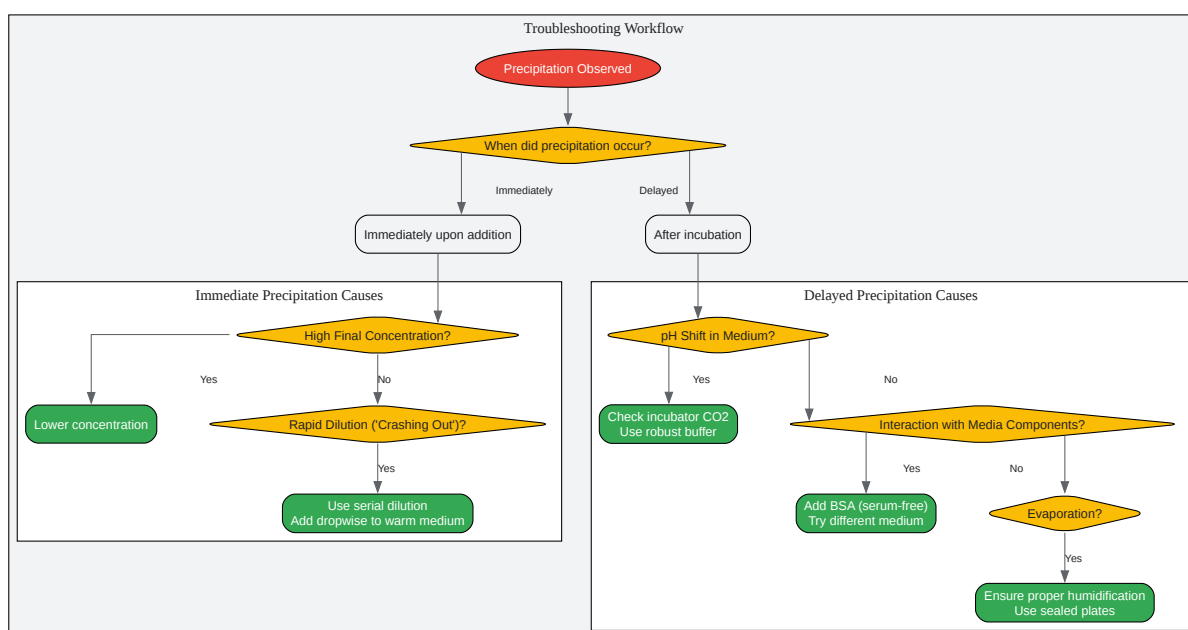 Troubleshooting Workflow
Precipitation Observed
When did precipitation occur?
Immediately
Delayed
Immediately upon addition
After incubation
Immediate Precipitation Causes
High Final Concentration?
Yes
No
Lower concentration
Rapid Dilution ('Crashing Out')?
Yes
Use serial dilution
Add dropwise to warm medium
Delayed Precipitation Causes
pH Shift in Medium?
Yes
No
Check incubator CO2
Use robust buffer
Interaction with Media Components?
Yes
No
Add BSA (serum-free)
Try different medium
Evaporation?
Yes
Ensure proper humidification
Use sealed plates